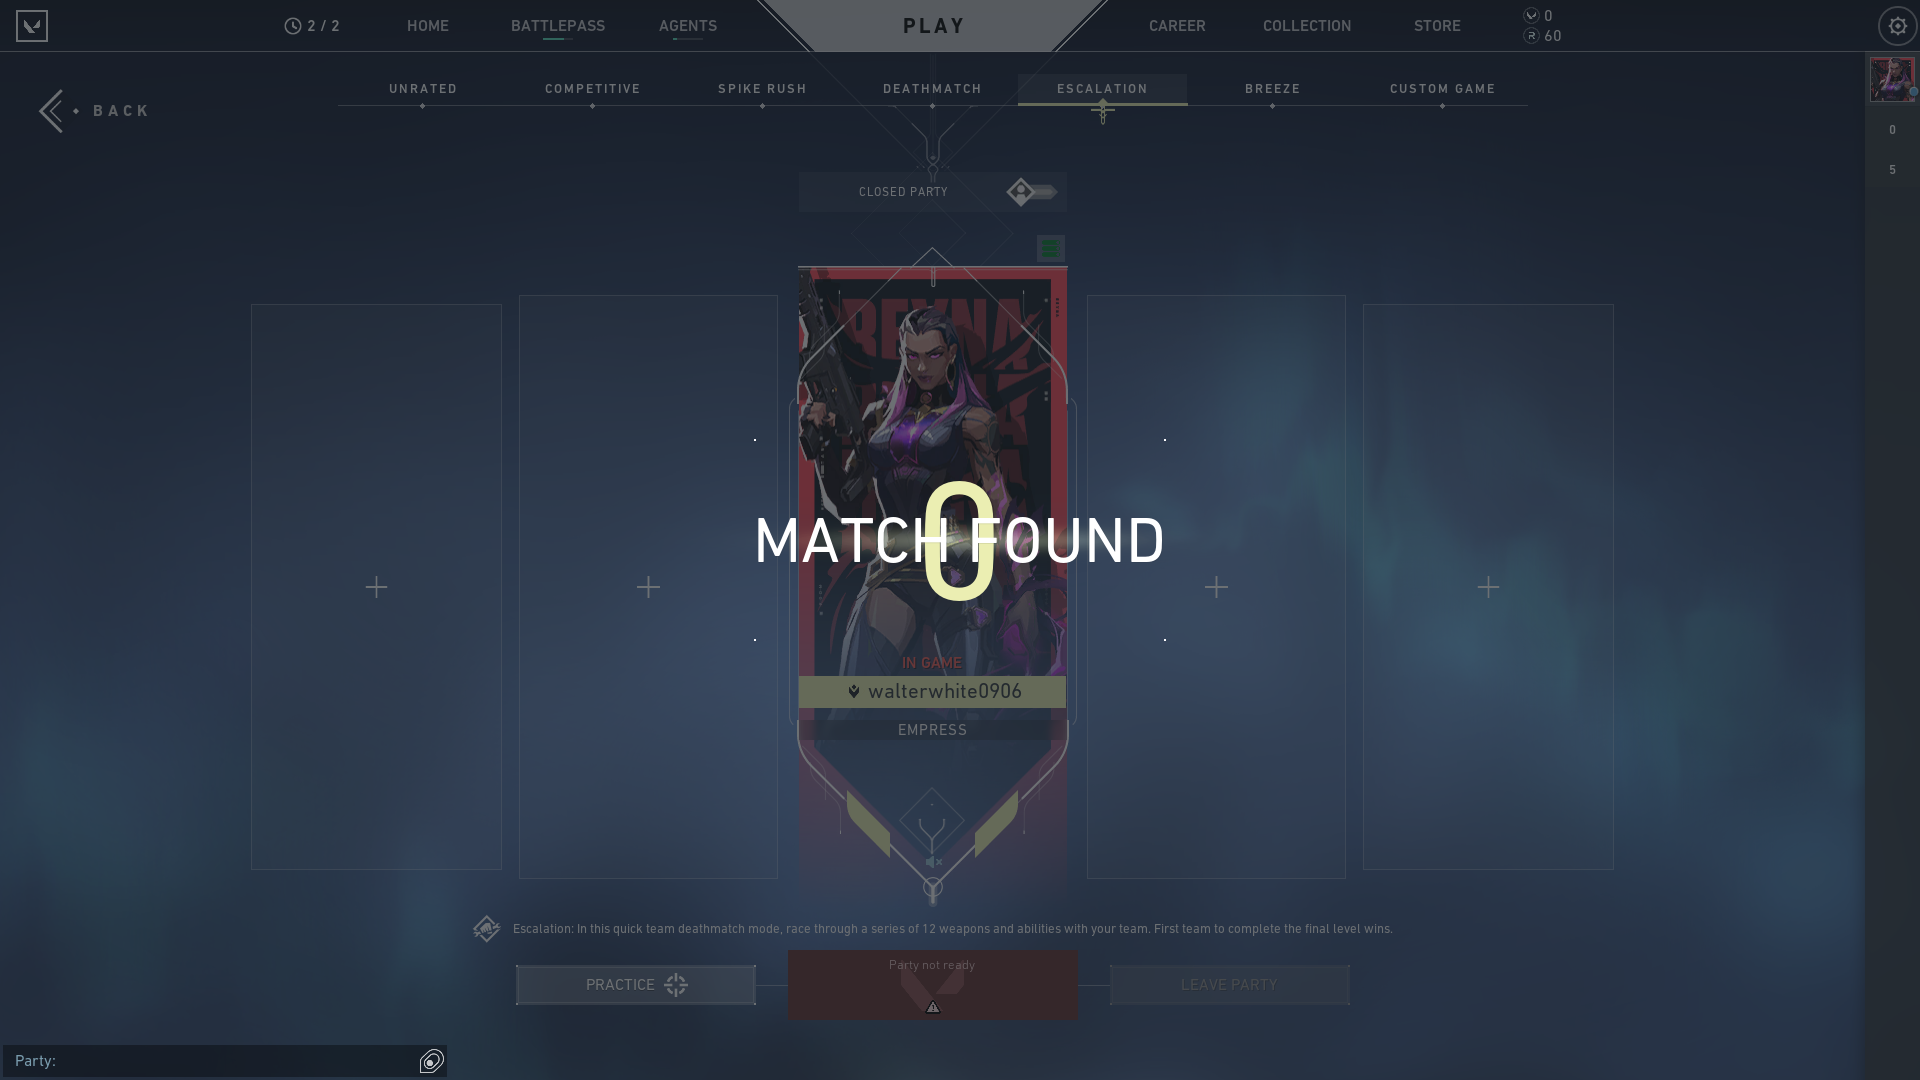 2 / 2
HOME
BATTLEPASS
AGENTS
PLAY
CAREER
COLLECTION
STORE
0
60
BACK
UNRATED
COMPETITIVE
SPIKE RUSH
DEATHMATCH
ESCALATION
BREEZE
CUSTOM GAME
0
5
CLOSED PARTY
REYNA
MATCH FOUND
0
IN GAME
walterwhite0906
EMPRESS
Escalation: In this quick team deathmatch mode, race through a series of 12 weapons and abilities with your team. First team to complete the final level wins.
PRACTICE
Party not ready
LEAVE PARTY
Party: